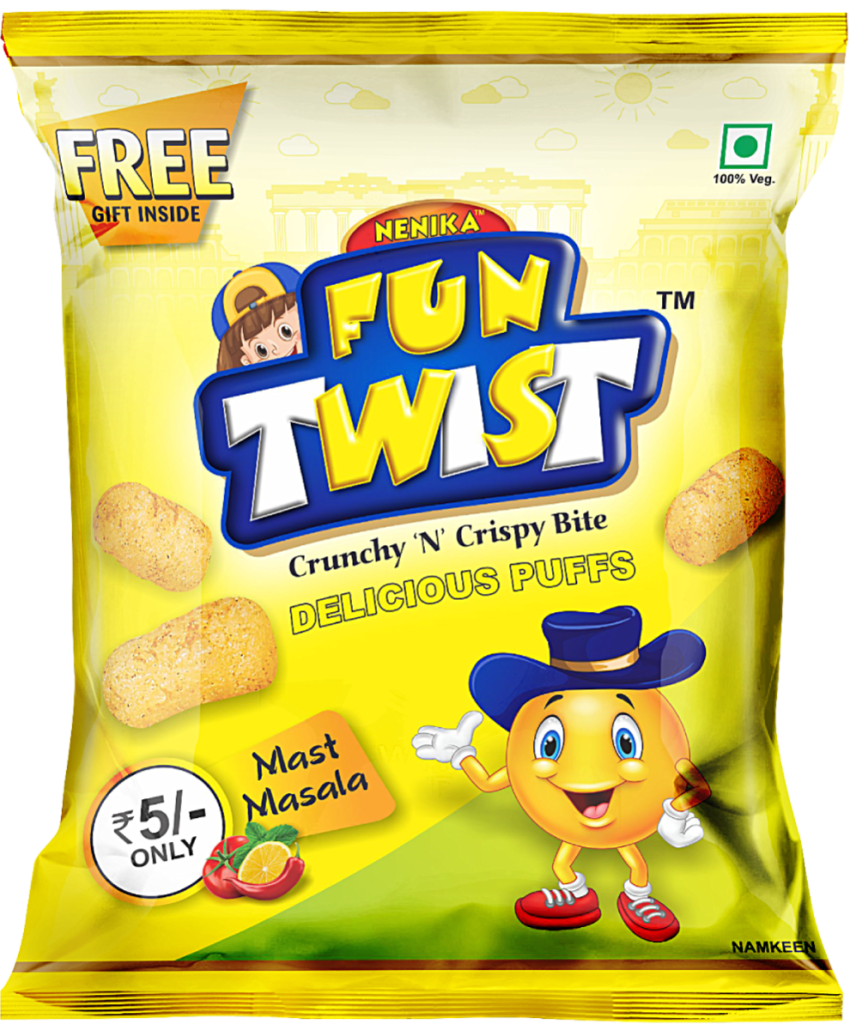 FREE
GIFT INSIDE
100% Veg.
NENIKA™
FUN
TWIST
TM
Crunchy 'N' Crispy Bite
DELICIOUS PUFFS
Mast
Masala
₹5/-
ONLY
NAMKEEN